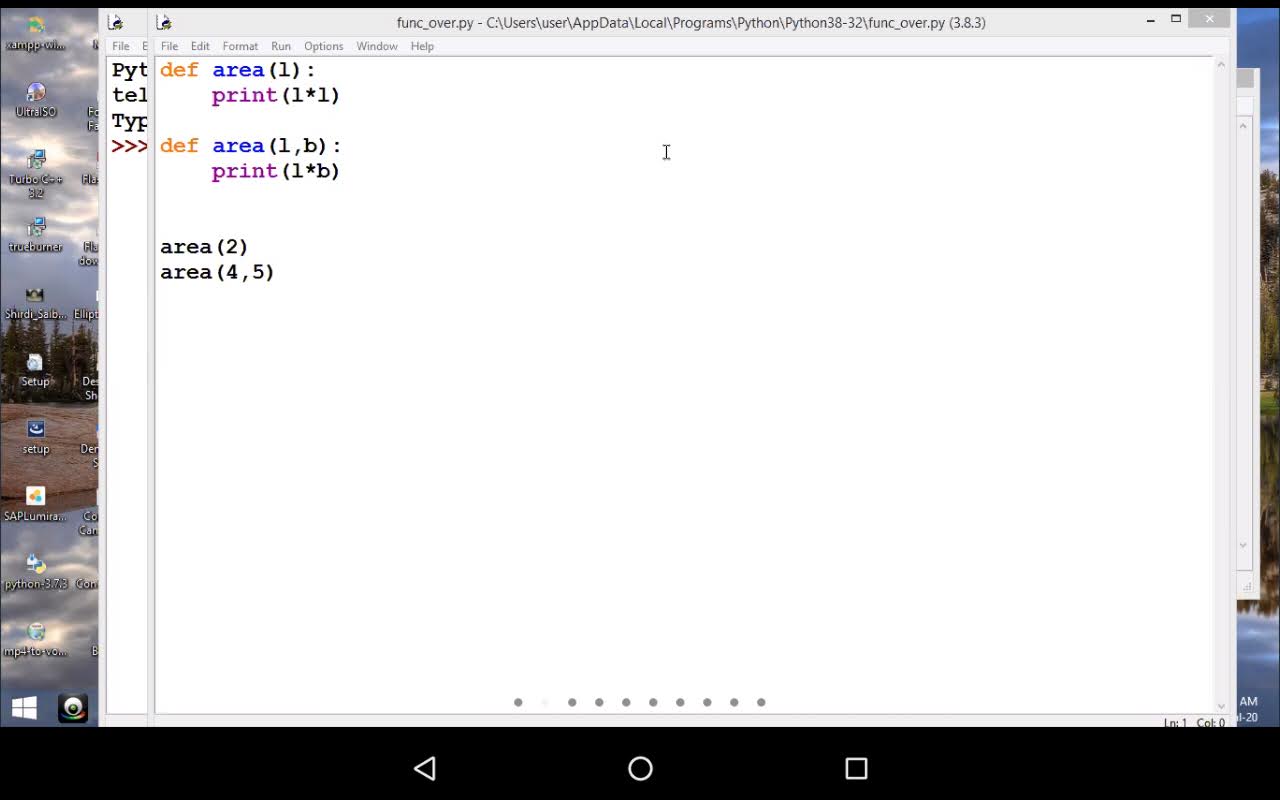 func_over.py - C:\Users\user\AppData\Local\Programs\Python\Python38-32\func_over.py (3.8.3)
File Edit Format Run Options Window Help
def area(l):
    print(l*l)
def area(l,b):
    print(l*b)
area(2)
area(4,5)
Ln: 1 Col: 0
File E
Pyt
tel
Typ
>>>
xampp-wi...
UltraISO
Turbo C++
3.2
trueburner
Shirdi_Saib...
Setup
setup
SAPLumira...
python-3.7.3
mp4-to-vo...
Fo
Fa
Fla
Fla
dow
Ellipt
Des
Sh
Der
S
Co
Can
Con
AM